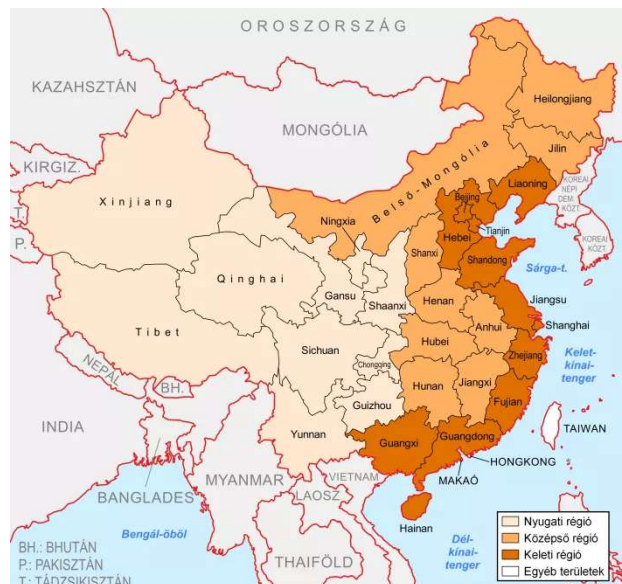 OROSZORSZÁG
KAZAHSZTÁN
MONGÓLIA
Heilongjiang
Jilin
KIRGIZ.
Belső-Mongólia
Liaoning
KOREAI
NÉPI
DEM.
KÖZT.
Beijing
Xinjiang
Ningxia
Tianjin
T.
Hebei
KOREAI
KÖZT.
P.
Shanxi
Shandong
Sárga-t.
Qinghai
Gansu
Shaanxi
Henan
Jiangsu
Tibet
Anhui
Shanghai
Hubei
Sichuan
Chongqing
Zhejiang
Kelet-
kínai-
tenger
NEPÁL
BH.
Hunan
Jiangxi
Guizhou
Fujian
INDIA
Yunnan
Guangxi
Guangdong
TAIWAN
HONGKONG
MAKAÓ
MYANMAR
VIETNAM
LAOSZ
BANGLADES
Hainan
Bengál-öböl
Dél-
kínai-
tenger
THAIFÖLD
BH.: BHUTÁN
P.: PAKISZTÁN
T.: TÁDZSIKISZTÁN
Nyugati régió
Középső régió
Keleti régió
Egyéb területek